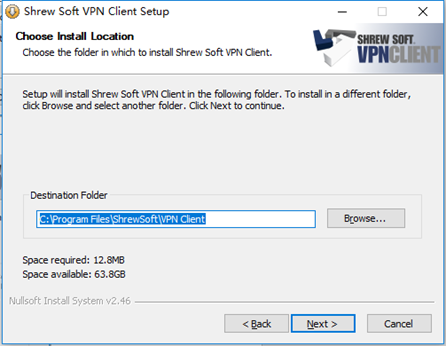 Shrew Soft VPN Client Setup
Choose Install Location
Choose the folder in which to install Shrew Soft VPN Client.
SHREW SOFT
VPNCLIENT
Setup will install Shrew Soft VPN Client in the following folder. To install in a different folder,
click Browse and select another folder. Click Next to continue.
Destination Folder
C:\Program Files\ShrewSoft\VPN Client
Browse...
Space required: 12.8MB
Space available: 63.8GB
Nullsoft Install System v2.46
< Back
Next >
Cancel